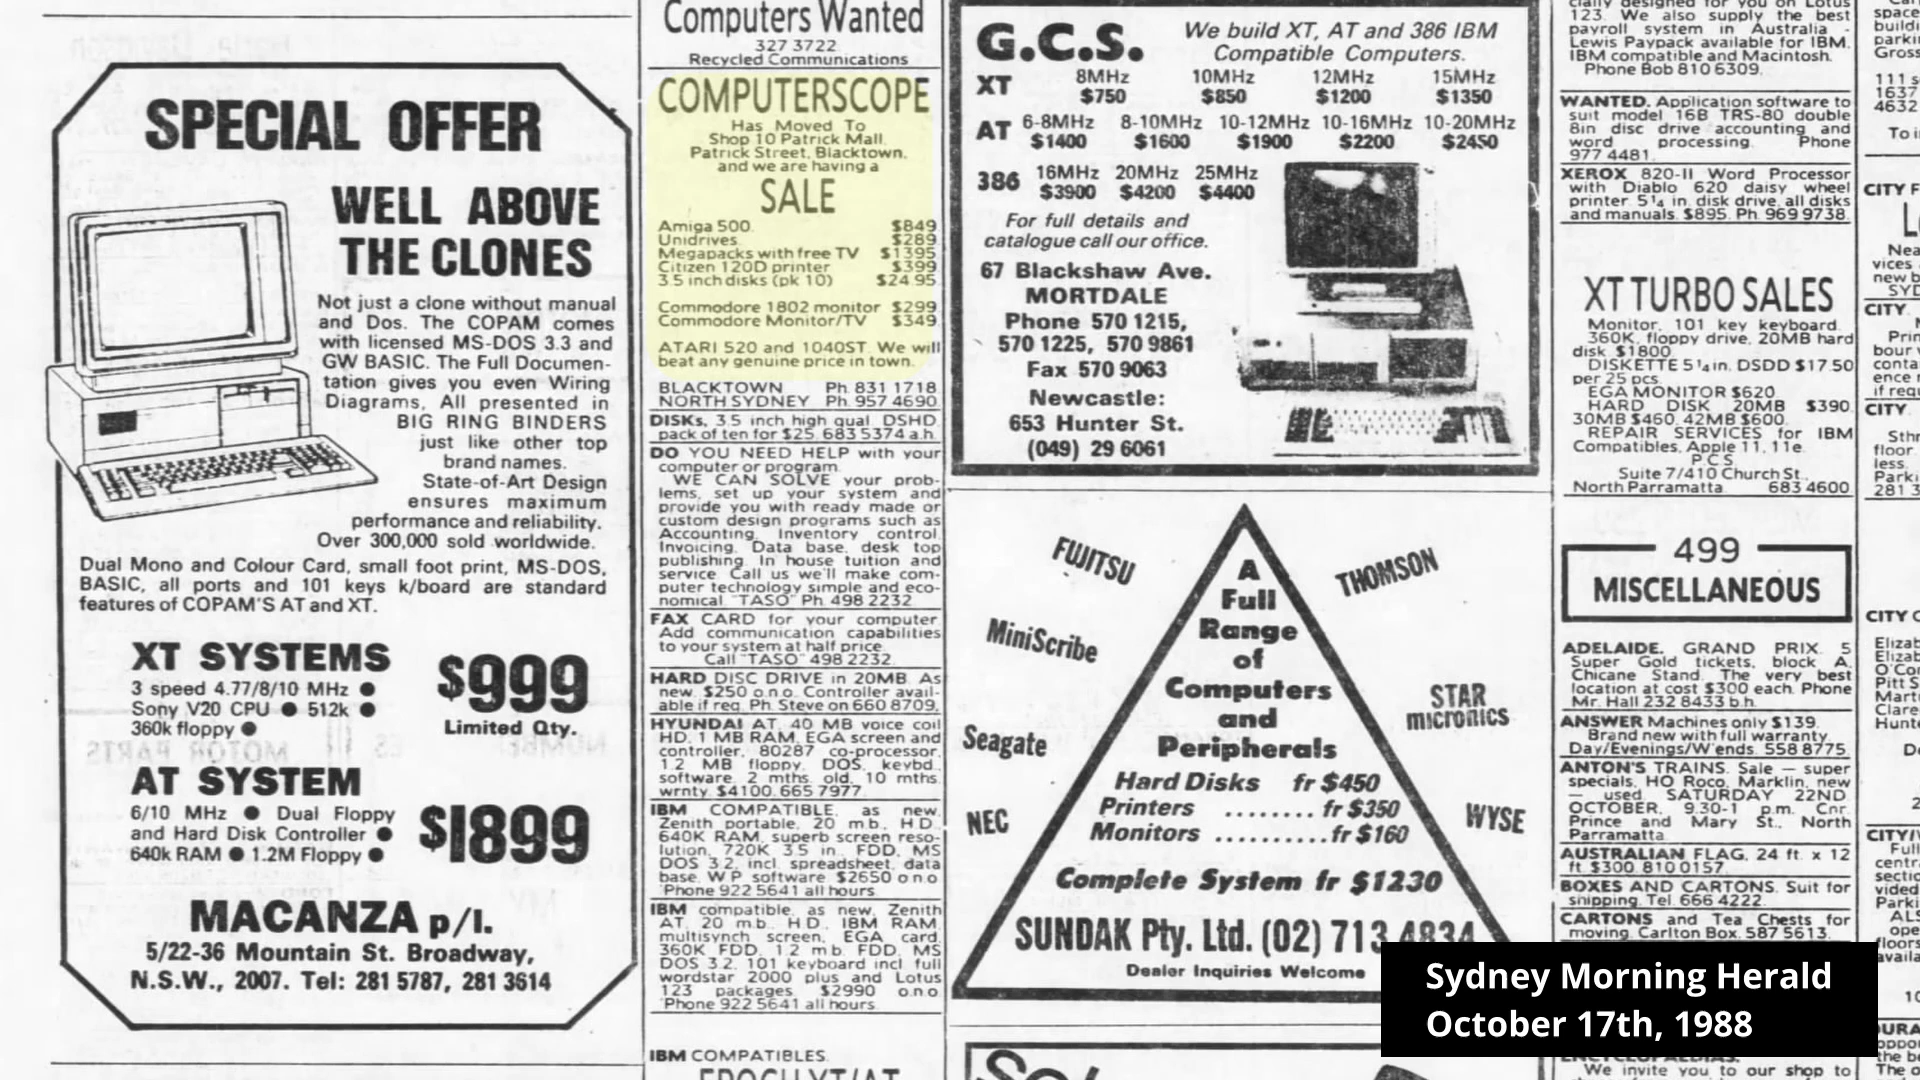 SPECIAL OFFER
WELL ABOVE
THE CLONES
Not just a clone without manual
and Dos. The COPAM comes
with licensed MS-DOS 3.3 and
GW BASIC. The Full Documen-
tation gives you even Wiring
Diagrams, All presented in
BIG RING BINDERS
just like other top
brand names.
State-of-Art Design
ensures maximum
performance and reliability.
Over 300,000 sold worldwide.
Dual Mono and Colour Card, small foot print, MS-DOS,
BASIC, all ports and 101 keys k/board are standard
features of COPAM'S AT and XT.
XT SYSTEMS
3 speed 4.77/8/10 MHz ●
Sony V20 CPU ● 512k ●
360k floppy ●
$999
Limited Qty.
AT SYSTEM
6/10 MHz ● Dual Floppy
and Hard Disk Controller ●
640k RAM ● 1.2M Floppy ●
$1899
MACANZA p/l.
5/22-36 Mountain St. Broadway,
N.S.W., 2007. Tel: 281 5787, 281 3614
Computers Wanted
327 3722
Recycled Communications
COMPUTERSCOPE
Has Moved To
Shop 10 Patrick Mall.
Patrick Street, Blacktown.
and we are having a
SALE
Amiga 500. $849
Unidrives. $289
Megapacks with free TV $1395
Citizen 120D printer $399
3.5 inch disks (pk 10) $24.95
Commodore 1802 monitor $299
Commodore Monitor/TV $349
ATARI 520 and 1040ST. We will
beat any genuine price in town.
BLACKTOWN Ph. 831 1718
NORTH SYDNEY Ph. 957 4690
DISKs, 3.5 inch high qual. DSHD.
pack of ten for $25. 683 5374 a.h.
DO YOU NEED HELP with your
computer or program.
WE CAN SOLVE your prob-
lems, set up your system and
provide you with ready made or
custom design programs such as
Accounting, Inventory control.
Invoicing. Data base. desk top
publishing. In house tuition and
service. Call us we'll make com-
puter technology simple and eco-
nomical. "TASO" Ph. 498 2232
FAX CARD for your computer.
Add communication capabilities
to your system at half price.
Call "TASO" 498 2232.
HARD DISC DRIVE in 20MB. As
new. $250 o.n.o. Controller avail-
able if req. Ph. Steve on 660 8709.
HYUNDAI AT, 40 MB voice coil
HD, 1 MB RAM, EGA screen and
controller, 80287 co-processor,
1.2 MB floppy, DOS, keybd.
software. 2 mths. old, 10 mths.
wrnty. $4100. 665 7977.
IBM COMPATIBLE, as new.
Zenith portable, 20 m.b., H.D.
640K RAM, superb screen reso-
lution, 720K 3.5 in. FDD, MS
DOS 3.2, incl. spreadsheet, data
base. W.P. software $2650 o.n.o.
Phone 922 5641 all hours.
IBM compatible, as new, Zenith
AT, 20 m.b. H.D., IBM RAM.
multisynch screen, EGA card,
360K FDD, 1.2 m.b. FDD, MS
DOS 3.2, 101 keyboard incl. full
wordstar 2000 plus and Lotus
123 packages $2990 o.n.o.
Phone 922 5641 all hours.
IBM COMPATIBLES.
EPOCH XT/AT
G.C.S.
We build XT, AT and 386 IBM
Compatible Computers.
XT 8MHz 10MHz 12MHz 15MHz
$750 $850 $1200 $1350
AT 6-8MHz 8-10MHz 10-12MHz 10-16MHz 10-20MHz
$1400 $1600 $1900 $2200 $2450
386 16MHz 20MHz 25MHz
$3900 $4200 $4400
For full details and
catalogue call our office.
67 Blackshaw Ave.
MORTDALE
Phone 570 1215,
570 1225, 570 9861
Fax 570 9063
Newcastle:
653 Hunter St.
(049) 29 6061
FUJITSU
THOMSON
MiniScribe
STAR
micronics
Seagate
NEC
WYSE
A
Full
Range
of
Computers
and
Peripherals
Hard Disks fr $450
Printers ........ fr $350
Monitors .......... fr $160
Complete System fr $1230
SUNDAK Pty. Ltd. (02) 713 4834
Dealer Inquiries Welcome
cially designed for you on Lotus
123. We also supply the best
payroll system in Australia -
Lewis Paypack available for IBM.
IBM compatible and Macintosh.
Phone Bob 810 6309.
WANTED. Application software to
suit model 16B TRS-80 double
8in disc drive accounting and
word processing. Phone
977 4481.
XEROX 820-II Word Processor
with Diablo 620 daisy wheel
printer. 5¼ in. disk drive, all disks
and manuals. $895. Ph. 969 9738.
XT TURBO SALES
Monitor, 101 key keyboard.
360K, floppy drive, 20MB hard
disk $1800.
DISKETTE 5¼ in. DSDD $17.50
per 25 pcs.
EGA MONITOR $620
HARD DISK 20MB $390.
30MB $460. 42MB $600.
REPAIR SERVICES for IBM
Compatibles, Apple 11, 11e.
P.C.S.
Suite 7/410 Church St.,
North Parramatta. 683 4600
499
MISCELLANEOUS
ADELAIDE. GRAND PRIX. 5
Super Gold tickets, block A,
Chicane Stand. The very best
location at cost $300 each. Phone
Mr. Hall 232 8433 b.h.
ANSWER Machines only $139.
Brand new with full warranty.
Day/Evenings/W'ends. 558 8775.
ANTON'S TRAINS. Sale — super
specials, HO Roco, Marklin, new
— used. SATURDAY 22ND
OCTOBER, 9.30-1 p.m. Cnr.
Prince and Mary St., North
Parramatta.
AUSTRALIAN FLAG, 24 ft. x 12
ft. $300. 810 0157.
BOXES AND CARTONS. Suit for
shipping. Tel. 666 4222.
CARTONS and Tea Chests for
moving. Carlton Box. 587 5613.
ENCYCLOPAEDIAS.
We invite you to our shop to
111 s
1637
4632
To i
CITY F
CITY.
CITY.
CITY C
Sydney Morning Herald
October 17th, 1988